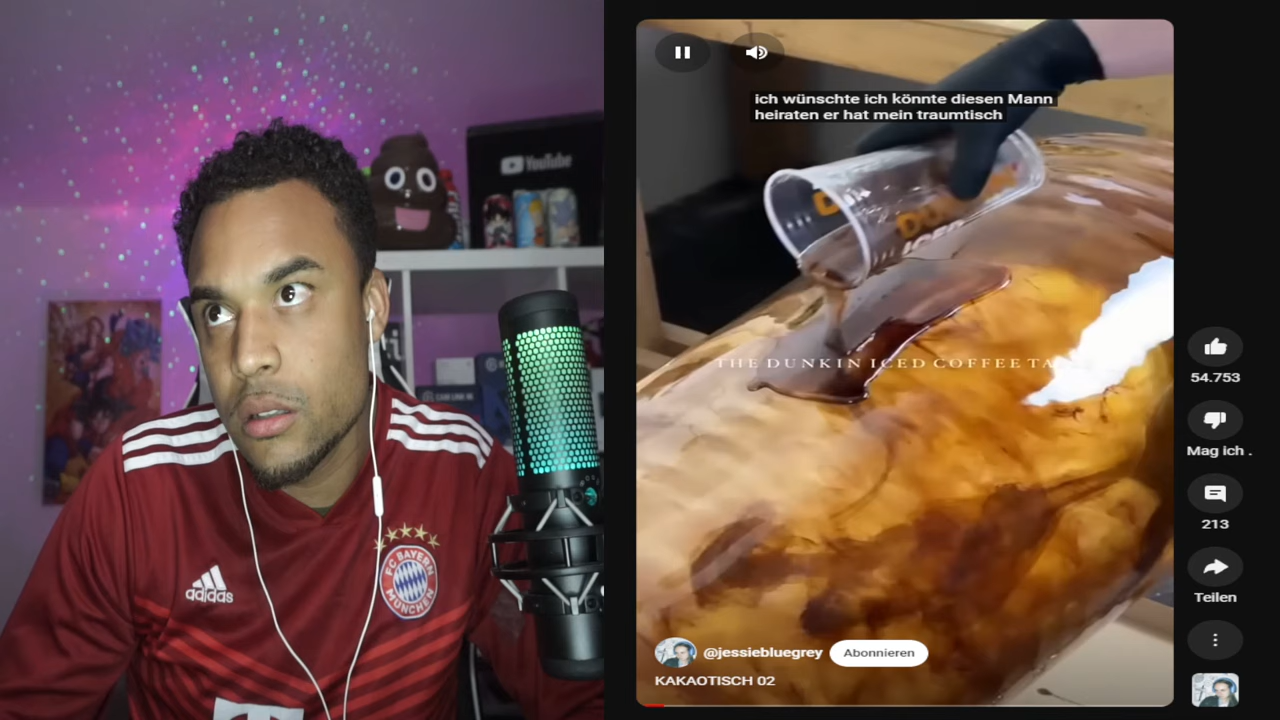 YouTube
adidas
FC BAYERN
MÜNCHEN
ich wünschte ich könnte diesen Mann
heiraten er hat mein traumtisch
THE DUNKIN ICED COFFEE TA
54.753
Mag ich .
213
Teilen
@jessiebluegrey
Abonnieren
KAKAOTISCH 02